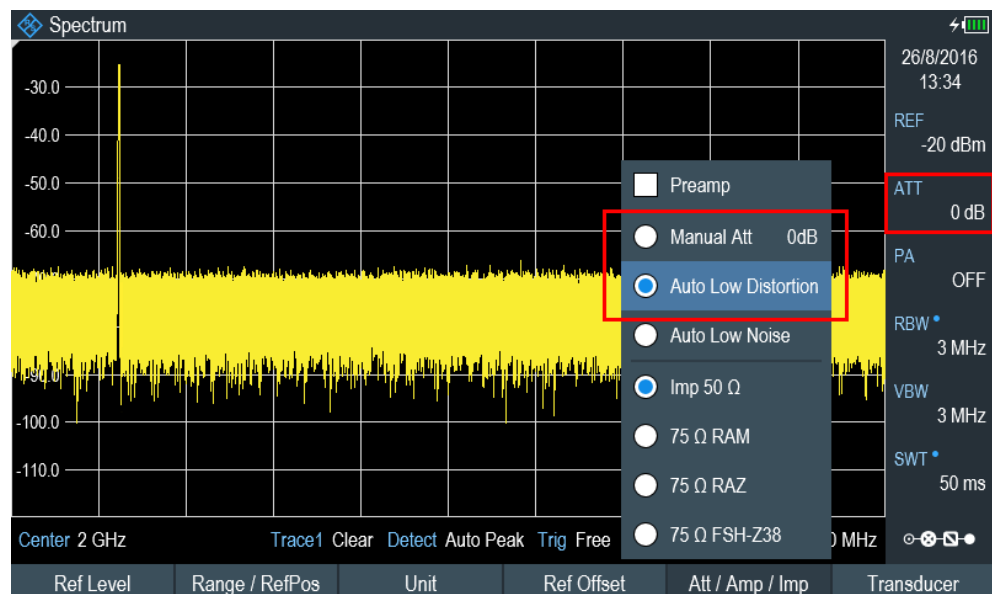 Spectrum
26/8/2016
13:34
-30.0
-40.0
-50.0
-60.0
-90.0
-100.0
-110.0
REF
-20 dBm
ATT
0 dB
PA
OFF
RBW
3 MHz
VBW
3 MHz
SWT
50 ms
Preamp
Manual Att 0dB
Auto Low Distortion
Auto Low Noise
Imp 50 Ω
75 Ω RAM
75 Ω RAZ
75 Ω FSH-Z38
Center 2 GHz Trace1 Clear Detect Auto Peak Trig Free MHz
Ref Level Range / RefPos Unit Ref Offset Att / Amp / Imp Transducer